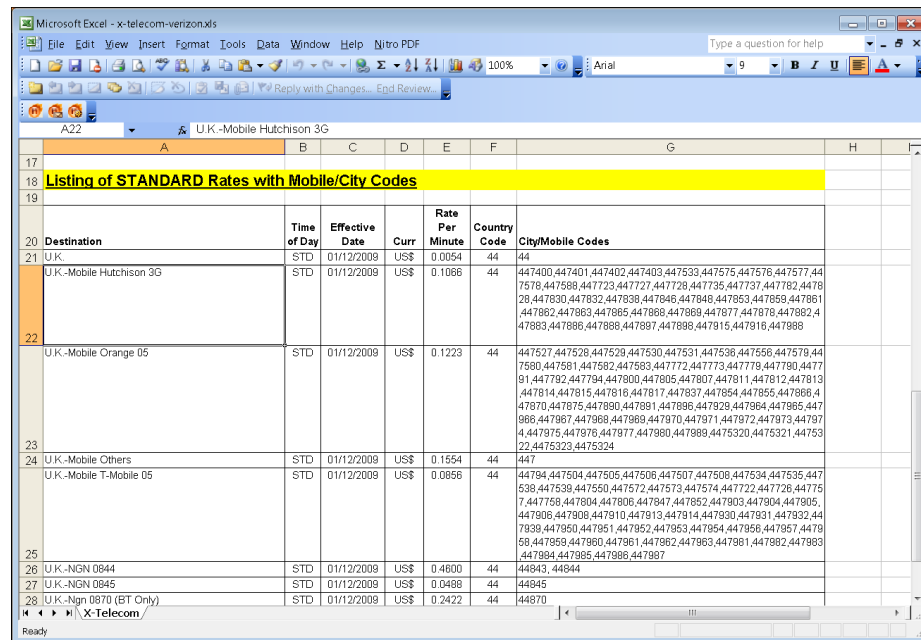 Microsoft Excel - x-telecom-verizon.xls
File Edit View Insert Format Tools Data Window Help Nitro PDF
Type a question for help
100%
Arial
9
B I U
Reply with Changes... End Review...
A22
fx U.K.-Mobile Hutchison 3G
A B C D E F G H
17
18 Listing of STANDARD Rates with Mobile/City Codes
19
20 Destination Time of Day Effective Date Curr Rate Per Minute Country Code City/Mobile Codes
21 U.K. STD 01/12/2009 US$ 0.0054 44 44
22 U.K.-Mobile Hutchison 3G STD 01/12/2009 US$ 0.1066 44 447400,447401,447402,447403,447533,447575,447576,447577,44
7578,447588,447723,447727,447728,447735,447737,447782,4478
28,447830,447832,447838,447846,447848,447853,447859,447861
,447862,447863,447865,447868,447869,447877,447878,447882,4
47883,447886,447888,447897,447898,447915,447916,447988
23 U.K.-Mobile Orange 05 STD 01/12/2009 US$ 0.1223 44 447527,447528,447529,447530,447531,447536,447556,447579,44
7580,447581,447582,447583,447772,447773,447779,447790,4477
91,447792,447794,447800,447805,447807,447811,447812,447813
,447814,447815,447816,447817,447837,447854,447855,447866,4
47870,447875,447890,447891,447896,447929,447964,447965,447
966,447967,447968,447969,447970,447971,447972,447973,44797
4,447975,447976,447977,447980,447989,4475320,4475321,44753
22,4475323,4475324
24 U.K.-Mobile Others STD 01/12/2009 US$ 0.1554 44 447
25 U.K.-Mobile T-Mobile 05 STD 01/12/2009 US$ 0.0856 44 44794,447504,447505,447506,447507,447508,447534,447535,447
538,447539,447550,447572,447573,447574,447722,447726,44775
7,447758,447804,447806,447847,447852,447903,447904,447905,
447906,447908,447910,447913,447914,447930,447931,447932,44
7939,447950,447951,447952,447953,447954,447956,447957,4479
58,447959,447960,447961,447962,447963,447981,447982,447983
,447984,447985,447986,447987
26 U.K.-NGN 0844 STD 01/12/2009 US$ 0.4600 44 44843, 44844
27 U.K.-NGN 0845 STD 01/12/2009 US$ 0.0488 44 44845
28 U.K.-Ngn 0870 (BT Only) STD 01/12/2009 US$ 0.2422 44 44870
X-Telecom
Ready